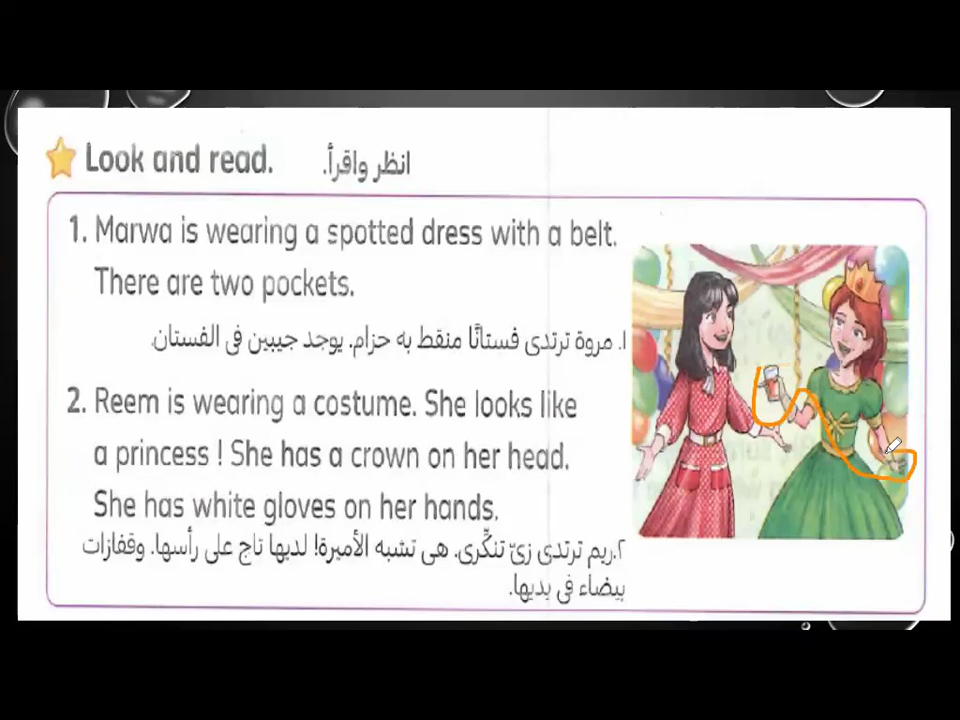 Look and read. انظر واقرأ.
1. Marwa is wearing a spotted dress with a belt.
There are two pockets.
١. مروة ترتدى فستانًا منقط به حزام. يوجد جيبين فى الفستان.
2. Reem is wearing a costume. She looks like
a princess ! She has a crown on her head.
She has white gloves on her hands.
٢.ريم ترتدى زىّ تنكِّرى. هى تشبه الأميرة! لديها تاج على رأسها. وقفازات
بيضاء فى يديها.